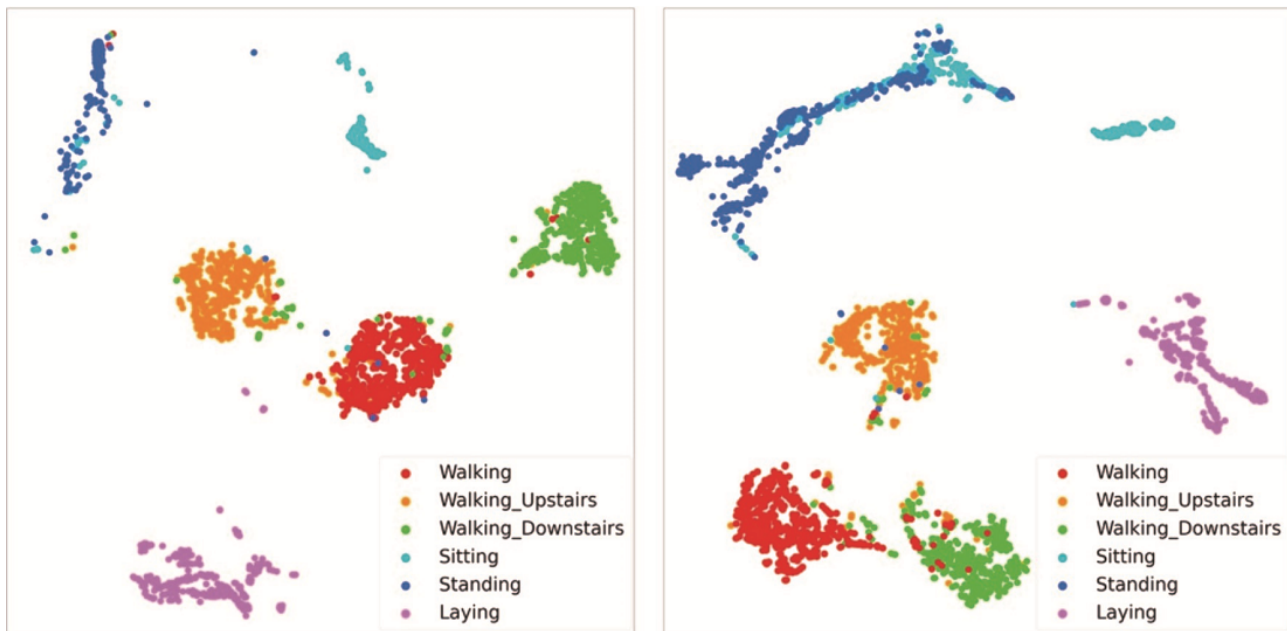 Walking
Walking_Upstairs
Walking_Downstairs
Sitting
Standing
Laying
Walking
Walking_Upstairs
Walking_Downstairs
Sitting
Standing
Laying